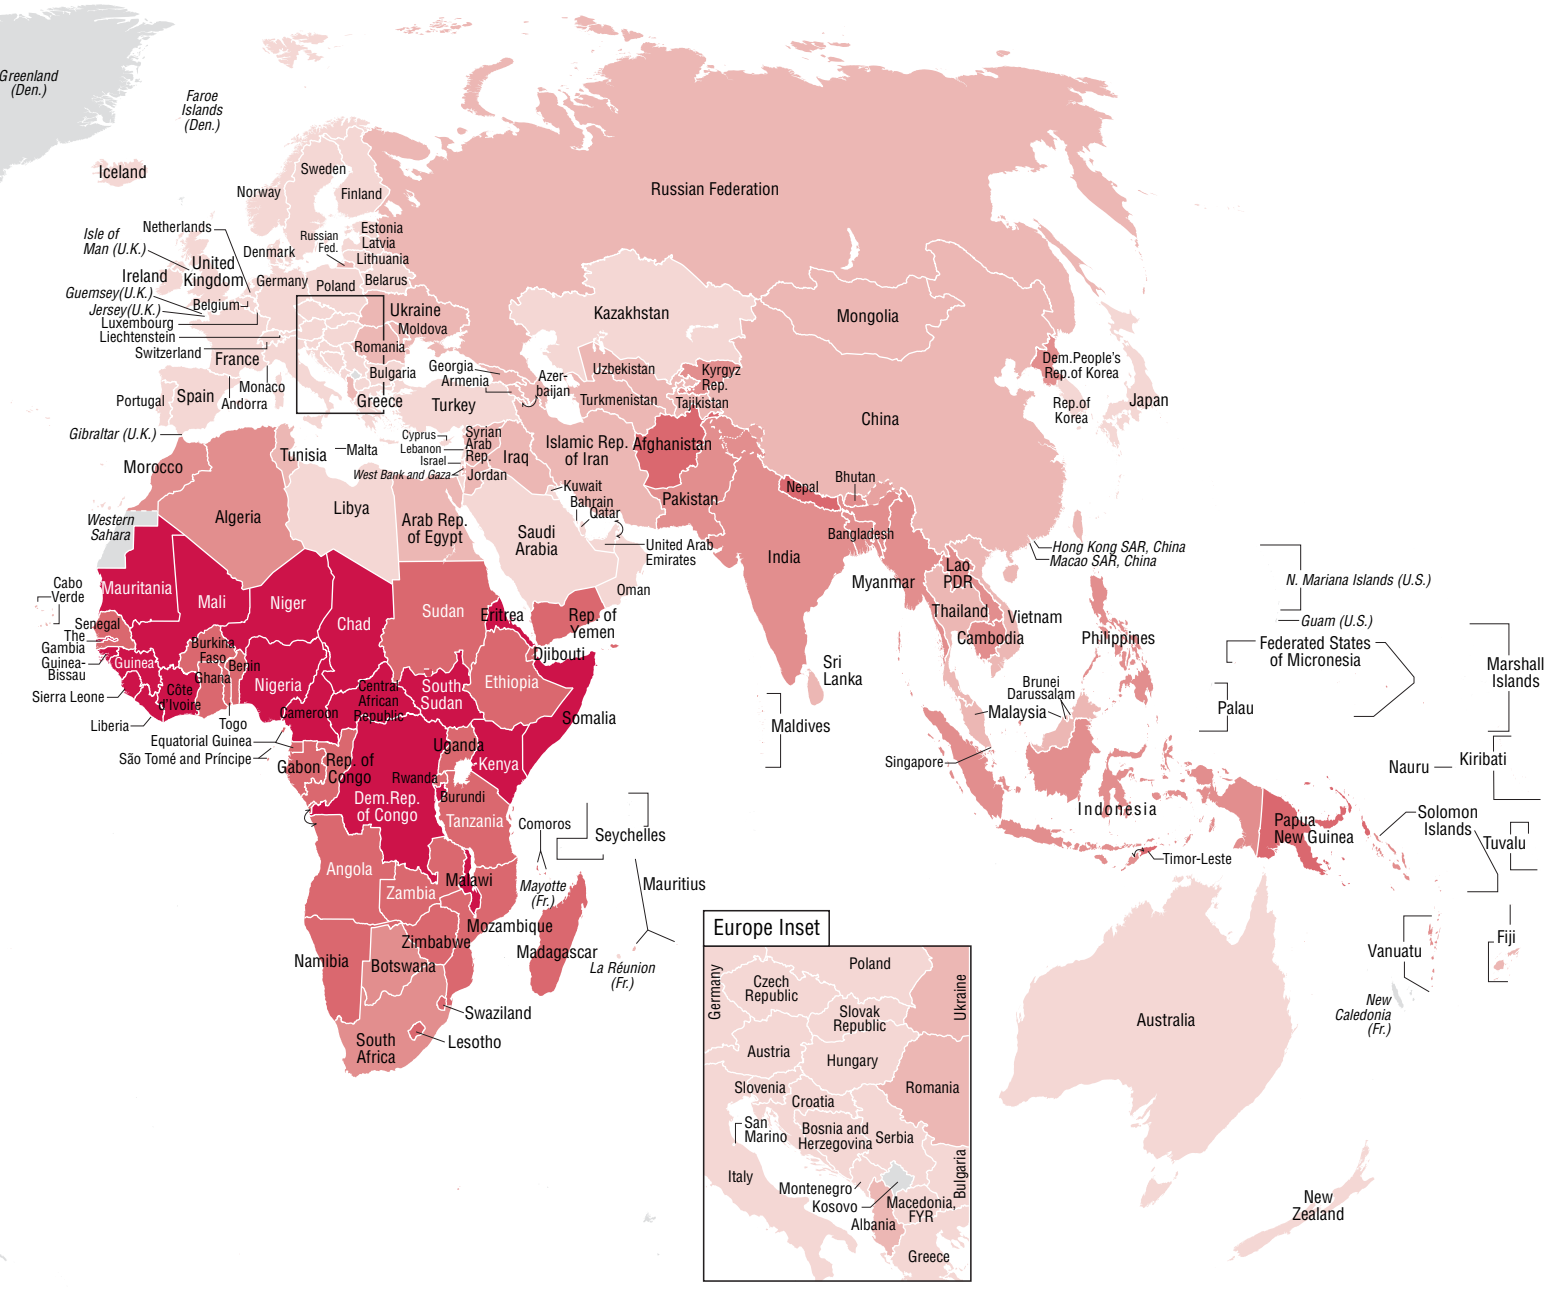 Greenland
(Den.)
Faroe
Islands
(Den.)
Iceland
Sweden
Norway
Finland
Russian Federation
Netherlands
Isle of
Man (U.K.)
Denmark
Russian
Fed.
Estonia
Latvia
Lithuania
Ireland
United
Kingdom
Germany
Poland
Belarus
Guernsey(U.K.)
Jersey(U.K.)
Belgium
Ukraine
Luxembourg
Moldova
Liechtenstein
Switzerland
France
Romania
Kazakhstan
Mongolia
Monaco
Bulgaria
Georgia
Armenia
Azer-
baijan
Uzbekistan
Kyrgyz
Rep.
Dem.People's
Rep.of Korea
Portugal
Spain
Andorra
Greece
Turkey
Turkmenistan
Tajikistan
China
Rep.of
Korea
Japan
Gibraltar (U.K.)
Cyprus
Lebanon
Israel
West Bank and Gaza
Syrian
Arab
Rep.
Jordan
Iraq
Islamic Rep.
of Iran
Afghanistan
Morocco
Tunisia
Malta
Kuwait
Bahrain
Qatar
Pakistan
Nepal
Bhutan
Western
Sahara
Algeria
Libya
Arab Rep.
of Egypt
Saudi
Arabia
United Arab
Emirates
Oman
India
Bangladesh
Myanmar
Lao
PDR
Hong Kong SAR, China
Macao SAR, China
N. Mariana Islands (U.S.)
Guam (U.S.)
Cabo
Verde
Mauritania
Mali
Niger
Chad
Sudan
Eritrea
Rep. of
Yemen
Djibouti
Thailand
Vietnam
Cambodia
Philippines
Federated States
of Micronesia
Marshall
Islands
Senegal
The
Gambia
Guinea-
Bissau
Guinea
Burkina
Faso
Benin
Ghana
Côte
d'Ivoire
Nigeria
Central
African
Republic
South
Sudan
Ethiopia
Somalia
Sri
Lanka
Maldives
Brunei
Darussalam
Malaysia
Palau
Sierra Leone
Liberia
Togo
Cameroon
Equatorial Guinea
São Tomé and Príncipe
Gabon
Rep. of
Congo
Uganda
Kenya
Rwanda
Burundi
Singapore
Nauru
Kiribati
Dem.Rep.
of Congo
Tanzania
Comoros
Seychelles
Indonesia
Papua
New Guinea
Solomon
Islands
Tuvalu
Timor-Leste
Angola
Zambia
Malawi
Mayotte
(Fr.)
Mauritius
Mozambique
Zimbabwe
Madagascar
Namibia
Botswana
La Réunion
(Fr.)
Swaziland
South
Africa
Lesotho
Vanuatu
Fiji
New
Caledonia
(Fr.)
Australia
New
Zealand
Europe Inset
Germany
Poland
Czech
Republic
Ukraine
Slovak
Republic
Austria
Hungary
Slovenia
Romania
Croatia
San
Marino
Bosnia and
Herzegovina
Serbia
Italy
Bulgaria
Montenegro
Kosovo
Macedonia,
FYR
Albania
Greece